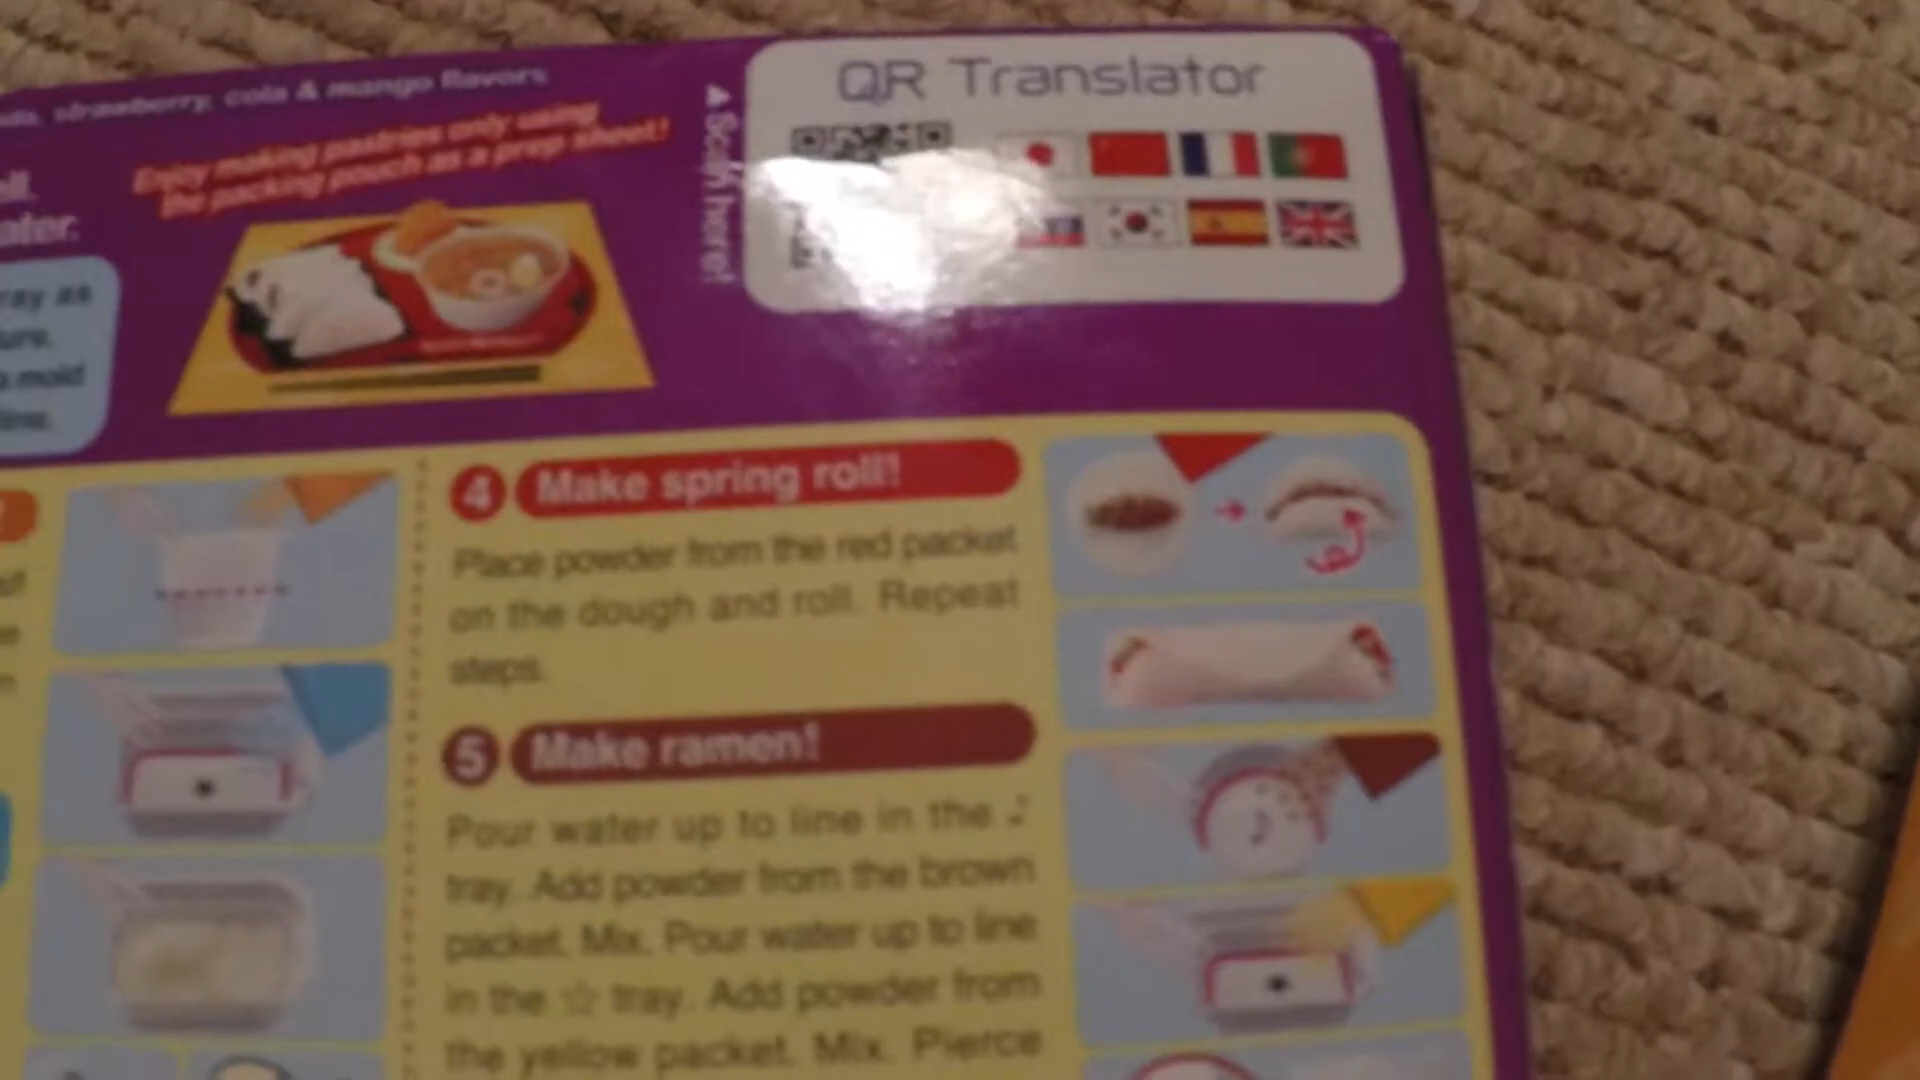 strawberry, cola & mango flavors
Enjoy making pastries only using
the packing pouch as a prep sheet!
▲Scan here!
QR Translator
ray as
mold
4 Make spring roll!
Place powder from the red packet
on the dough and roll. Repeat
steps.
5 Make ramen!
Pour water up to line in the ♪
tray. Add powder from the brown
packet. Mix. Pour water up to line
in the ☆ tray. Add powder from
the yellow packet. Mix. Pierce